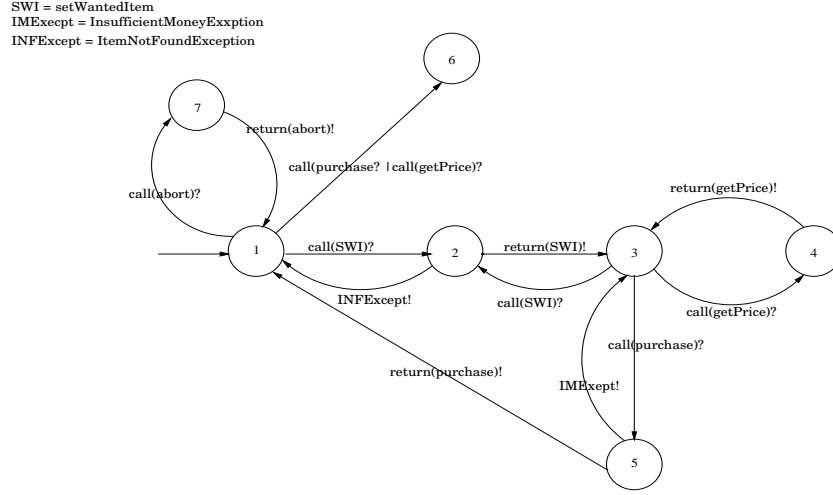 SWI = setWantedItem
IMExecpt = InsufficientMoneyExxption
INFExcept = ItemNotFoundException
6
7
return(abort)!
call(purchase? |call(getPrice)?
call(abort)?
return(getPrice)!
1
call(SWI)?
2
return(SWI)!
3
4
INFExcept!
call(SWI)?
call(getPrice)?
call(purchase)?
return(purchase)!
IMExept!
5